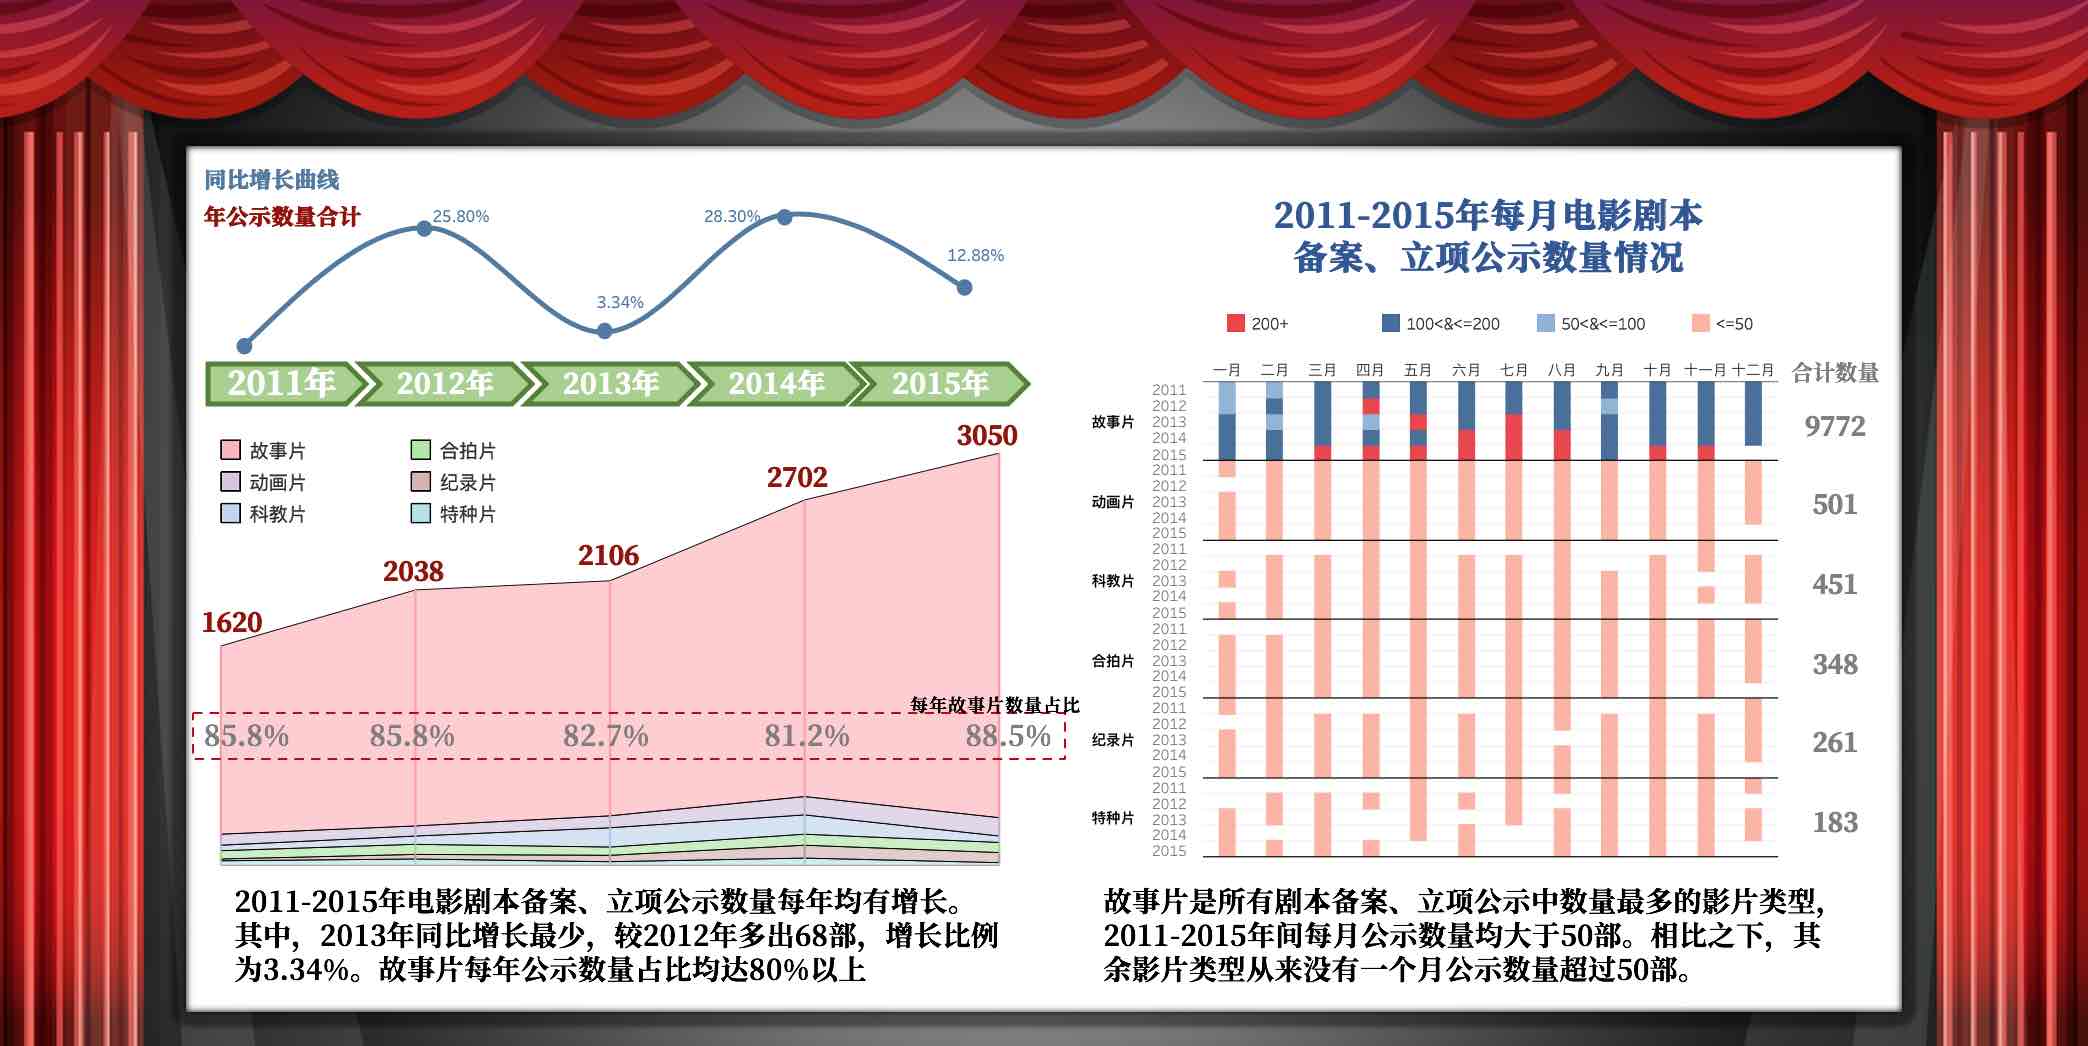 同比增长曲线
年公示数量合计
25.80%
3.34%
28.30%
12.88%
2011年 2012年 2013年 2014年 2015年
故事片 合拍片
动画片 纪录片
科教片 特种片
1620
2038
2106
2702
3050
每年故事片数量占比
85.8% 85.8% 82.7% 81.2% 88.5%
2011-2015年电影剧本备案、立项公示数量每年均有增长。
其中，2013年同比增长最少，较2012年多出68部，增长比例
为3.34%。故事片每年公示数量占比均达80%以上
2011-2015年每月电影剧本
备案、立项公示数量情况
200+ 100<&<=200 50<&<=100 <=50
一月 二月 三月 四月 五月 六月 七月 八月 九月 十月 十一月 十二月 合计数量
故事片
2011
2012
2013
2014
2015
9772
动画片
2011
2012
2013
2014
2015
501
科教片
2011
2012
2013
2014
2015
451
合拍片
2011
2012
2013
2014
2015
348
纪录片
2011
2012
2013
2014
2015
261
特种片
2011
2012
2013
2014
2015
183
故事片是所有剧本备案、立项公示中数量最多的影片类型，
2011-2015年间每月公示数量均大于50部。相比之下，其
余影片类型从来没有一个月公示数量超过50部。